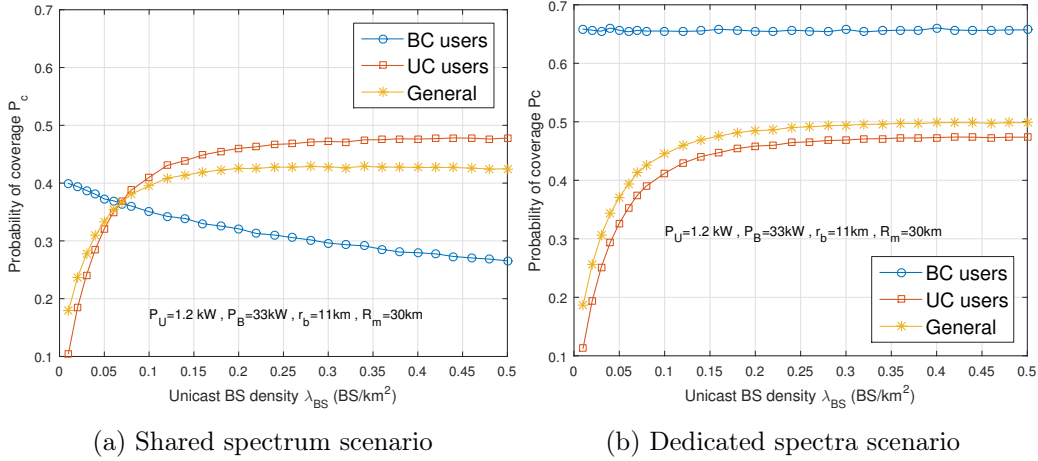 0.7
0.6
0.5
0.4
0.3
0.2
0.1
Probability of coverage P_c
BC users
UC users
General
P_U=1.2 kW , P_B=33kW , r_b=11km , R_m=30km
0 0.05 0.1 0.15 0.2 0.25 0.3 0.35 0.4 0.45 0.5
Unicast BS density λ_BS (BS/km²)
(a) Shared spectrum scenario
0.7
0.6
0.5
0.4
0.3
0.2
0.1
Probability of coverage Pc
P_U=1.2 kW , P_B=33kW , r_b=11km , R_m=30km
BC users
UC users
General
0 0.05 0.1 0.15 0.2 0.25 0.3 0.35 0.4 0.45 0.5
Unicast BS density λ_BS (BS/km²)
(b) Dedicated spectra scenario